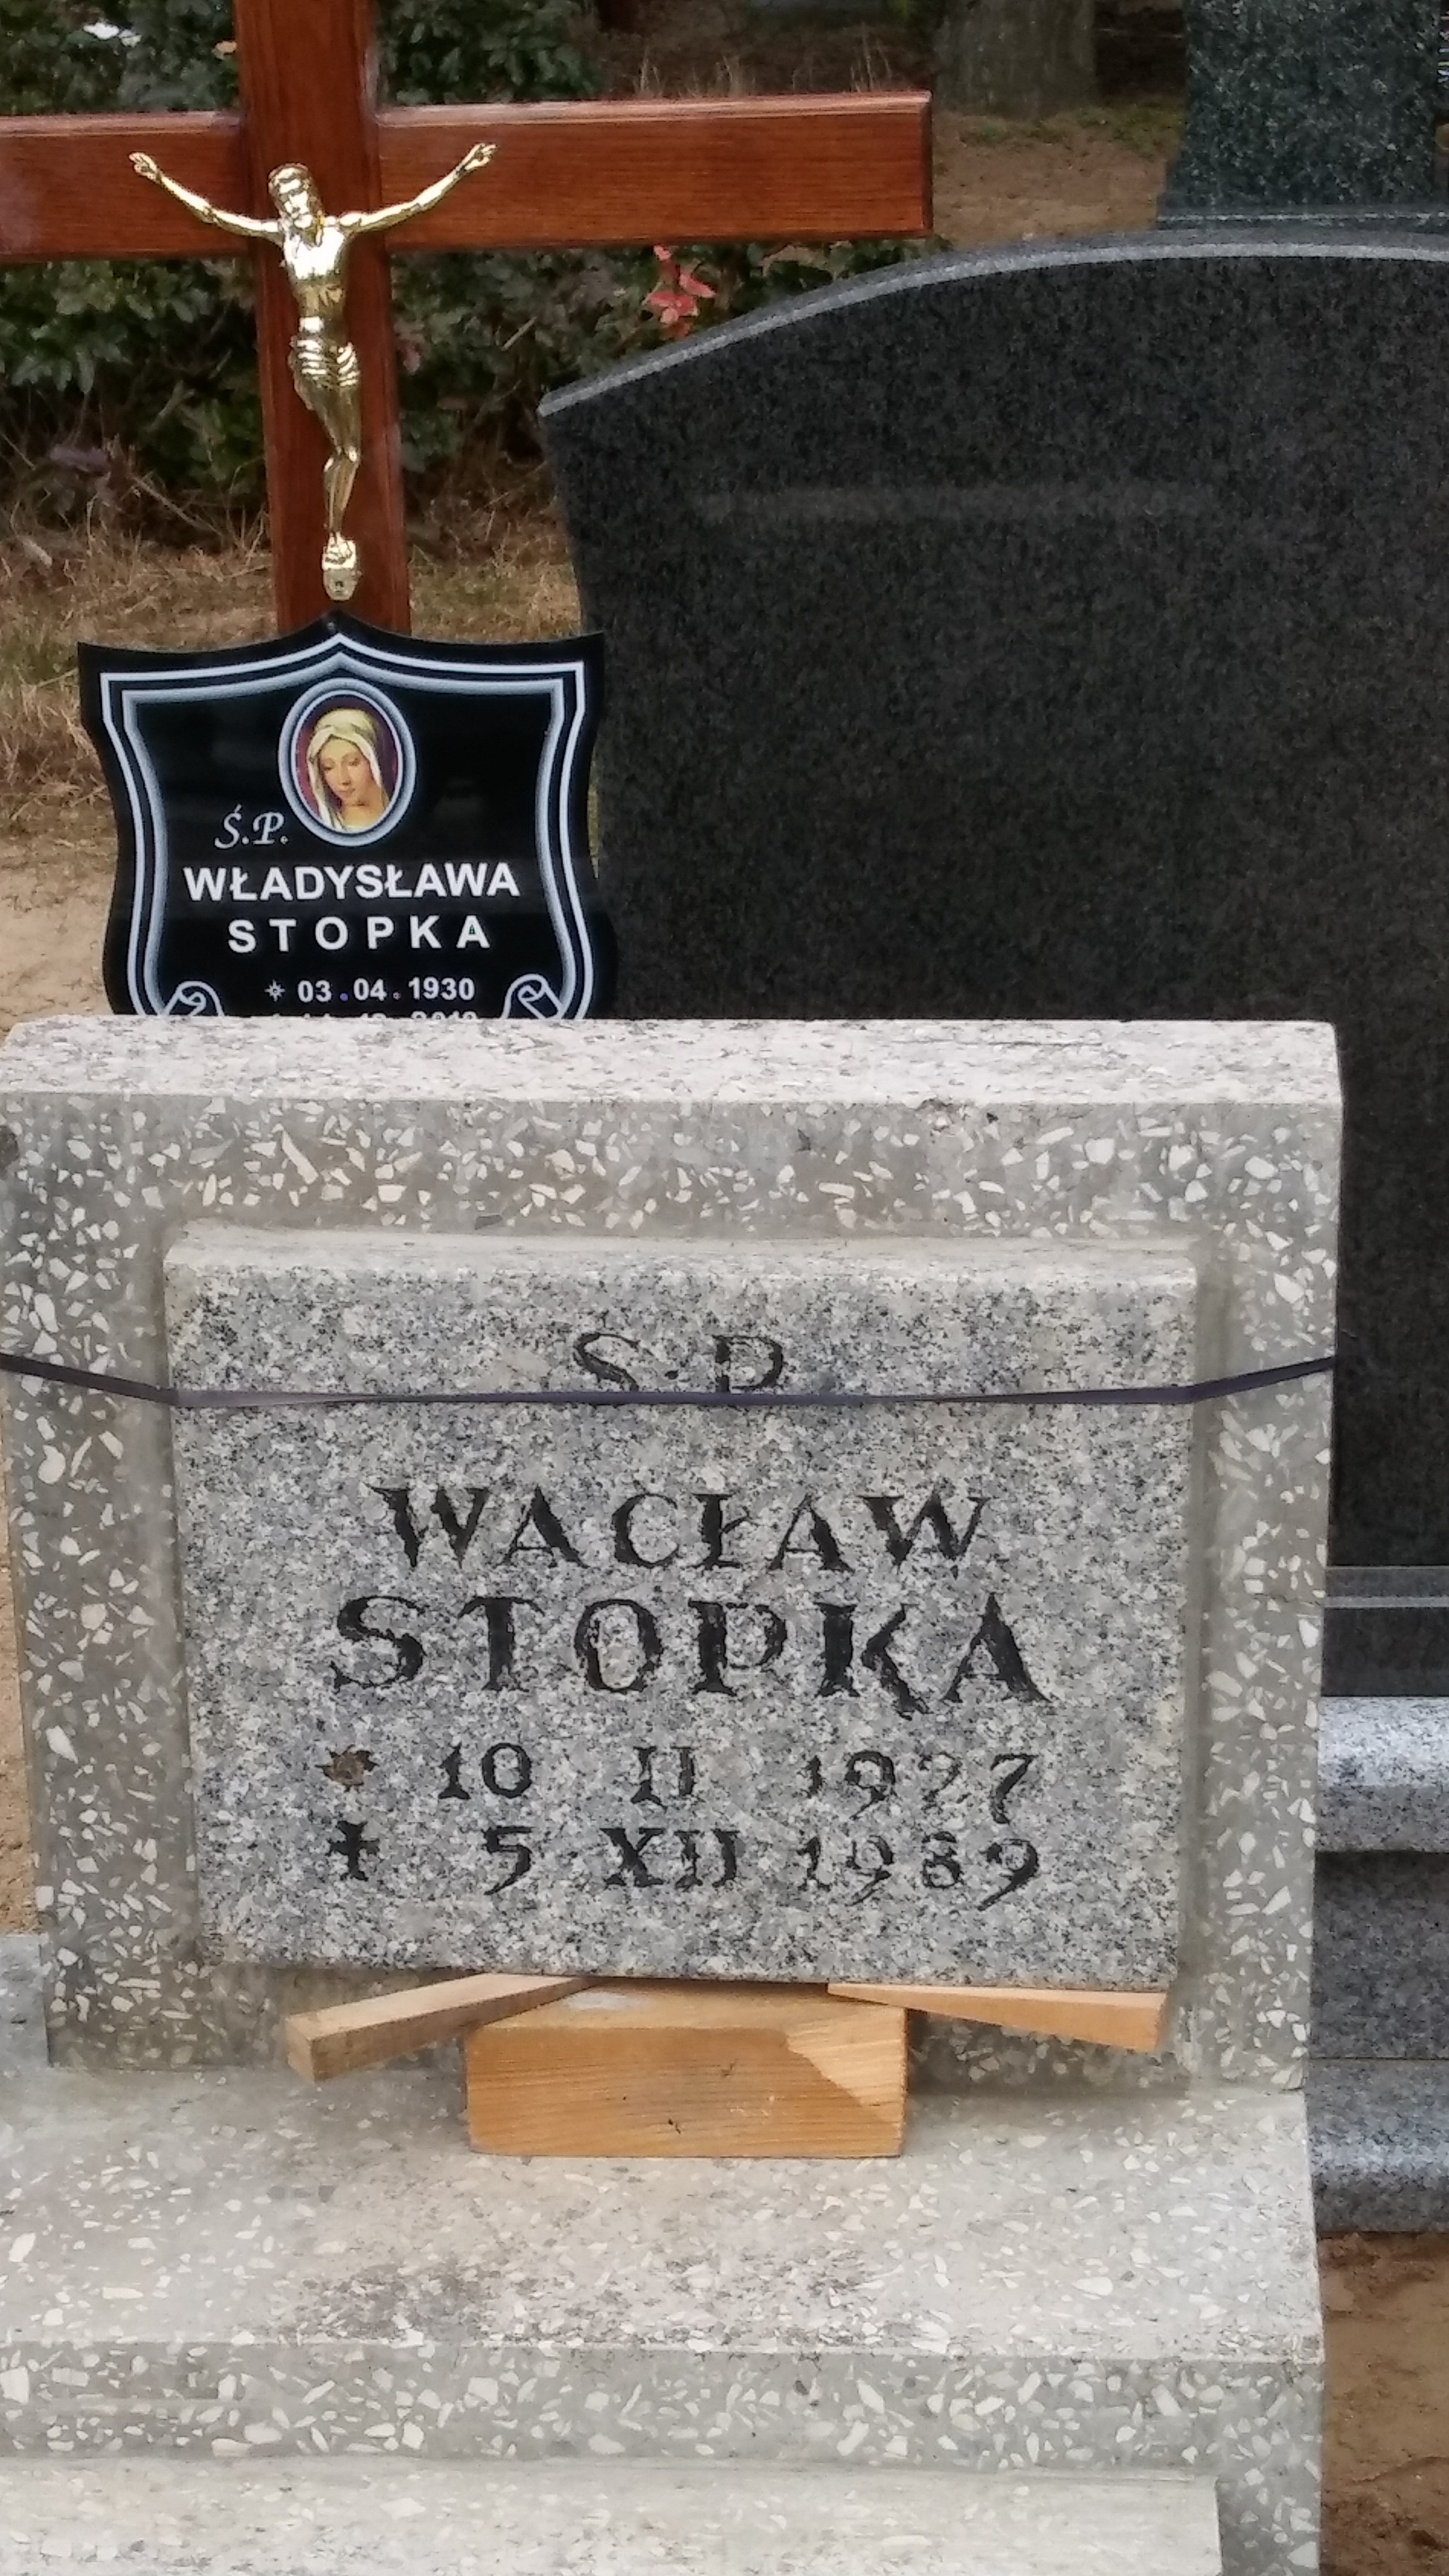 Ś.P.
WŁADYSŁAWA
STOPKA
03.04.1930
S.P.
WACŁAW
STOPKA
10 II 1927
✝ 5 XII 1989